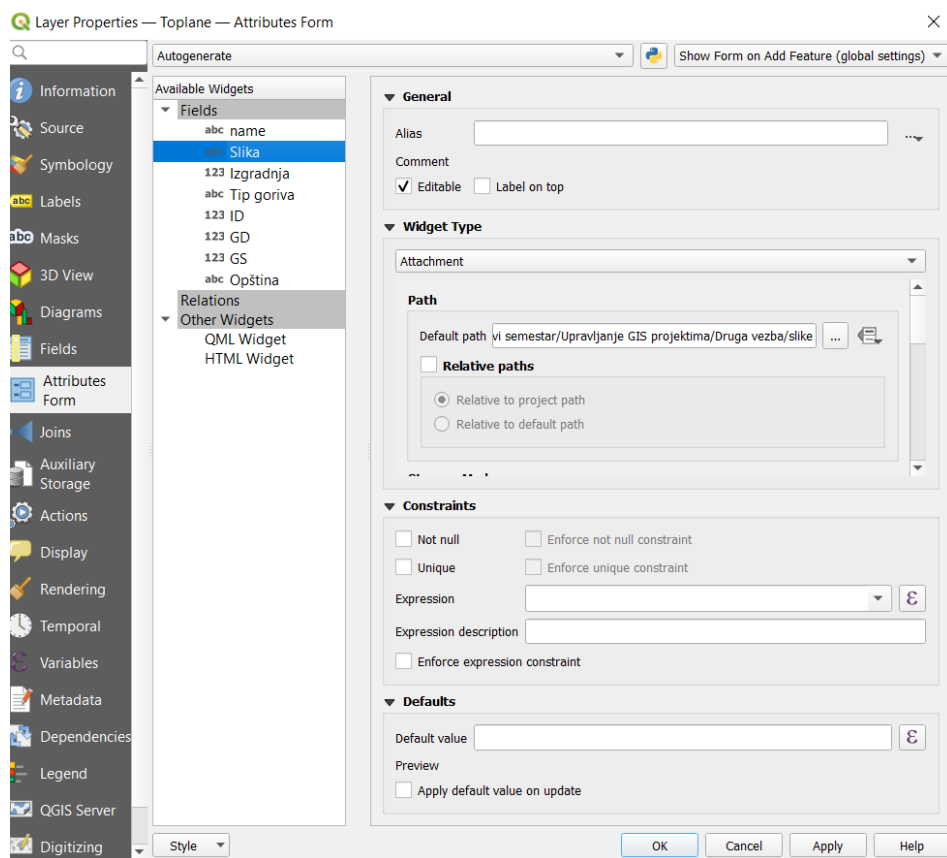 Layer Properties — Toplane — Attributes Form
Autogenerate
Show Form on Add Feature (global settings)
Information
Source
Symbology
abc Labels
abc Masks
3D View
Diagrams
Fields
Attributes
Form
Joins
Auxiliary
Storage
Actions
Display
Rendering
Temporal
Variables
Metadata
Dependencies
Legend
QGIS Server
Digitizing
Available Widgets
Fields
abc name
abc Slika
123 Izgradnja
abc Tip goriva
123 ID
123 GD
123 GS
abc Opština
Relations
Other Widgets
QML Widget
HTML Widget
General
Alias
...
Comment
Editable Label on top
Widget Type
Attachment
Path
Default path vi semestar/Upravljanje GIS projektima/Druga vezba/slike ...
Relative paths
Relative to project path
Relative to default path
Constraints
Not null Enforce not null constraint
Unique Enforce unique constraint
Expression ε
Expression description
Enforce expression constraint
Defaults
Default value ε
Preview
Apply default value on update
Style OK Cancel Apply Help